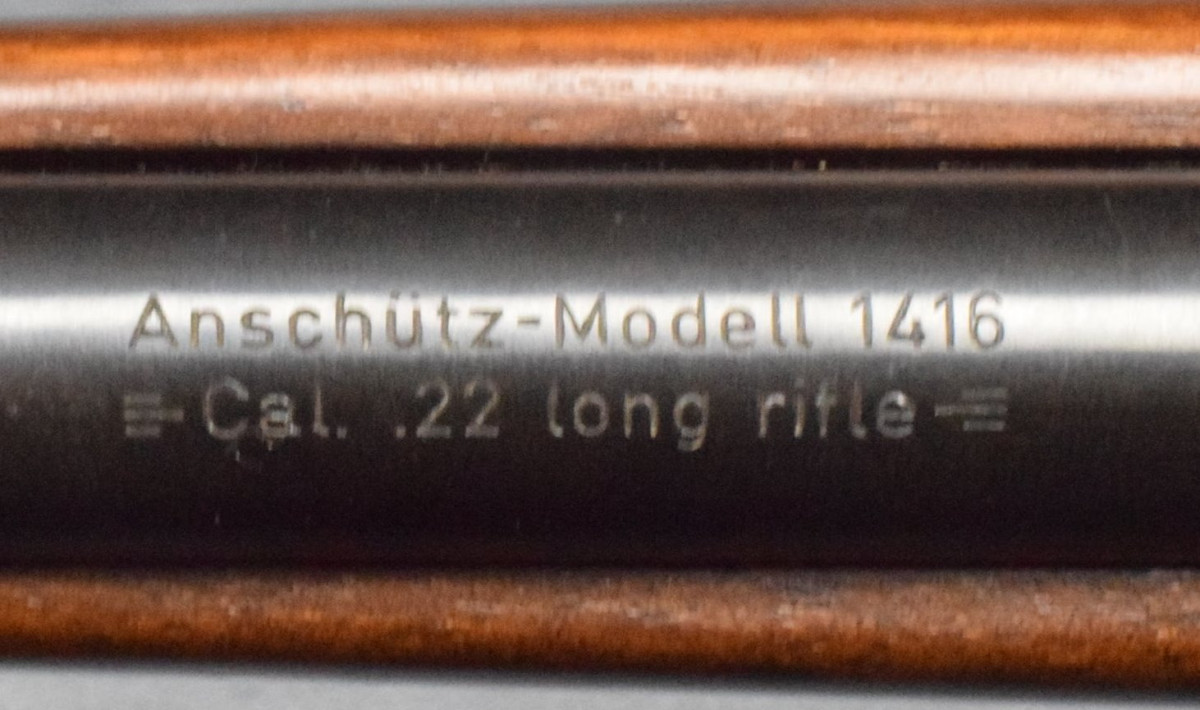 Anschütz-Modell 1416
Cal. .22 long rifle